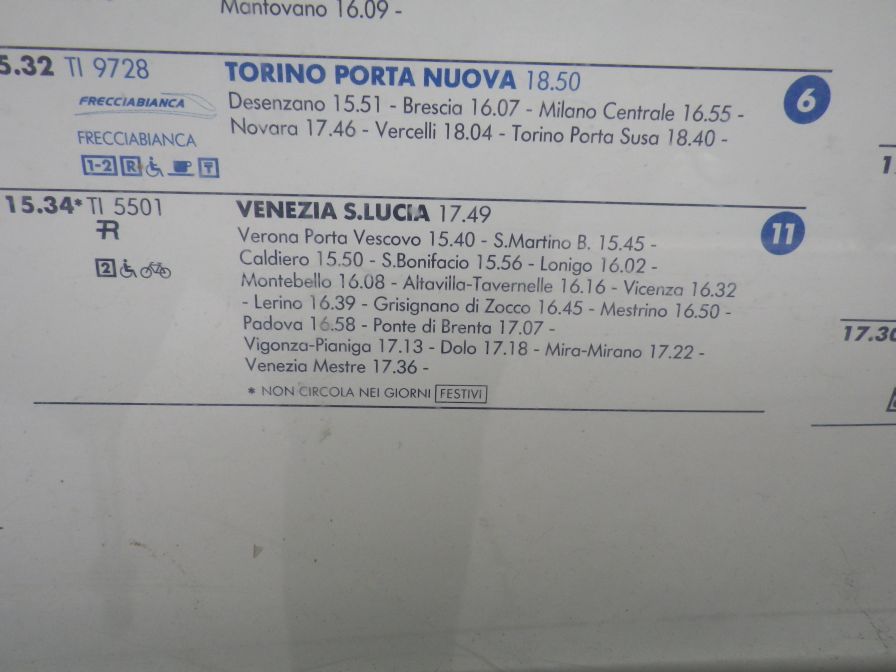 Mantovano 16.09 -
5.32 TI 9728 TORINO PORTA NUOVA 18.50 6
FRECCIABIANCA Desenzano 15.51 - Brescia 16.07 - Milano Centrale 16.55 -
FRECCIABIANCA Novara 17.46 - Vercelli 18.04 - Torino Porta Susa 18.40 -
1-2 R
15.34* TI 5501 VENEZIA S.LUCIA 17.49 11
R Verona Porta Vescovo 15.40 - S.Martino B. 15.45 -
2 Caldiero 15.50 - S.Bonifacio 15.56 - Lonigo 16.02 -
Montebello 16.08 - Altavilla-Tavernelle 16.16 - Vicenza 16.32
- Lerino 16.39 - Grisignano di Zocco 16.45 - Mestrino 16.50 -
Padova 16.58 - Ponte di Brenta 17.07 -
Vigonza-Pianiga 17.13 - Dolo 17.18 - Mira-Mirano 17.22 -
Venezia Mestre 17.36 -
* NON CIRCOLA NEI GIORNI FESTIVI
17.30